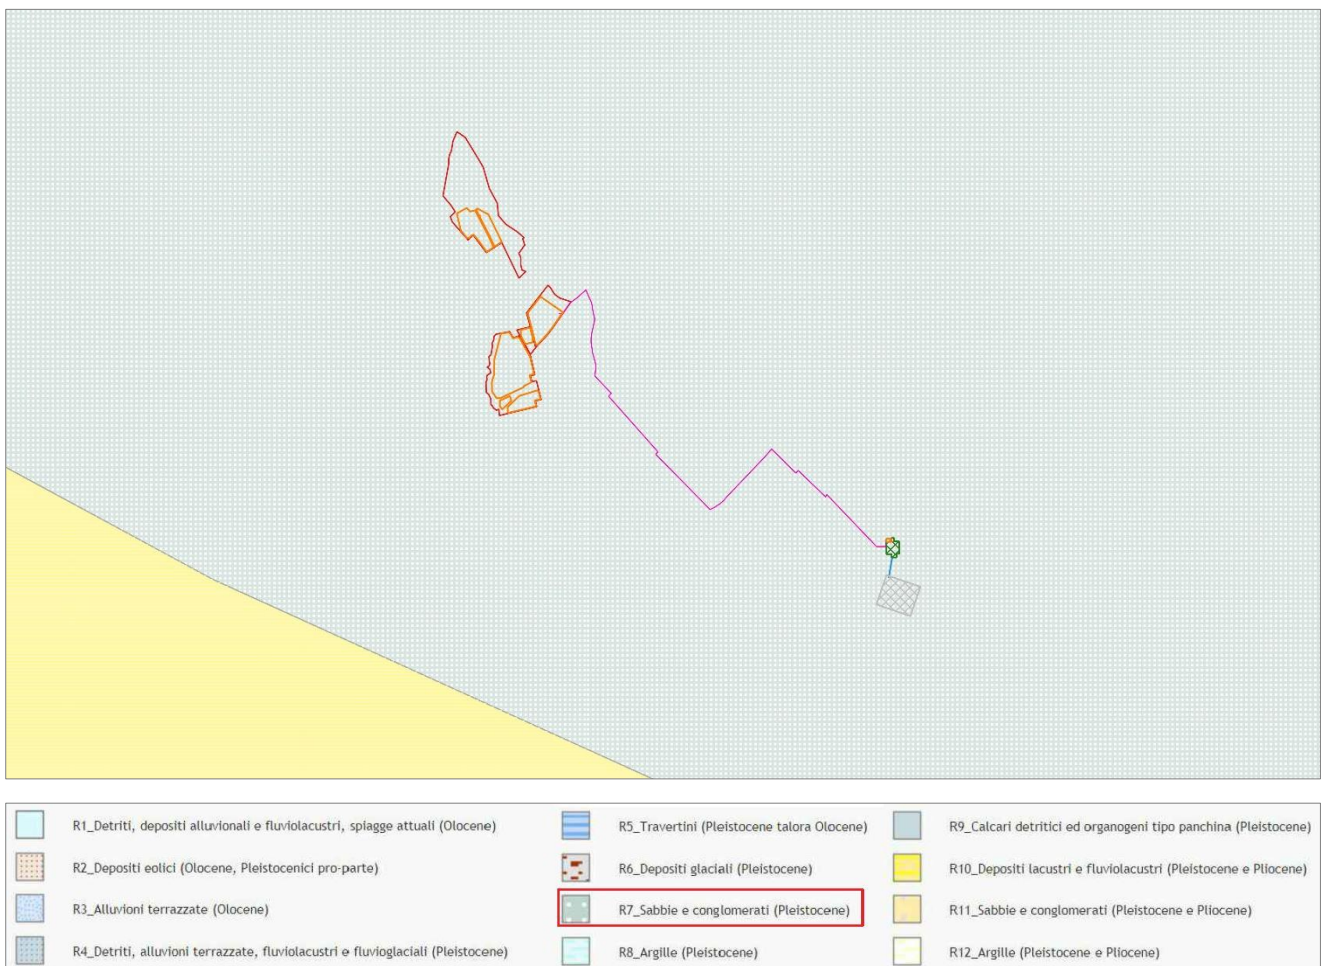 R1_Detriti, depositi alluvionali e fluviolacustri, spiagge attuali (Olocene)
R2_Depositi eolici (Olocene, Pleistocenici pro-parte)
R3_Alluvioni terrazzate (Olocene)
R4_Detriti, alluvioni terrazzate, fluviolacustri e fluvioglaciali (Pleistocene)
R5_Travertini (Pleistocene talora Olocene)
R6_Depositi glaciali (Pleistocene)
R7_Sabbie e conglomerati (Pleistocene)
R8_Argille (Pleistocene)
R9_Calcari detritici ed organogeni tipo panchina (Pleistocene)
R10_Depositi lacustri e fluviolacustri (Pleistocene e Pliocene)
R11_Sabbie e conglomerati (Pleistocene e Pliocene)
R12_Argille (Pleistocene e Pliocene)